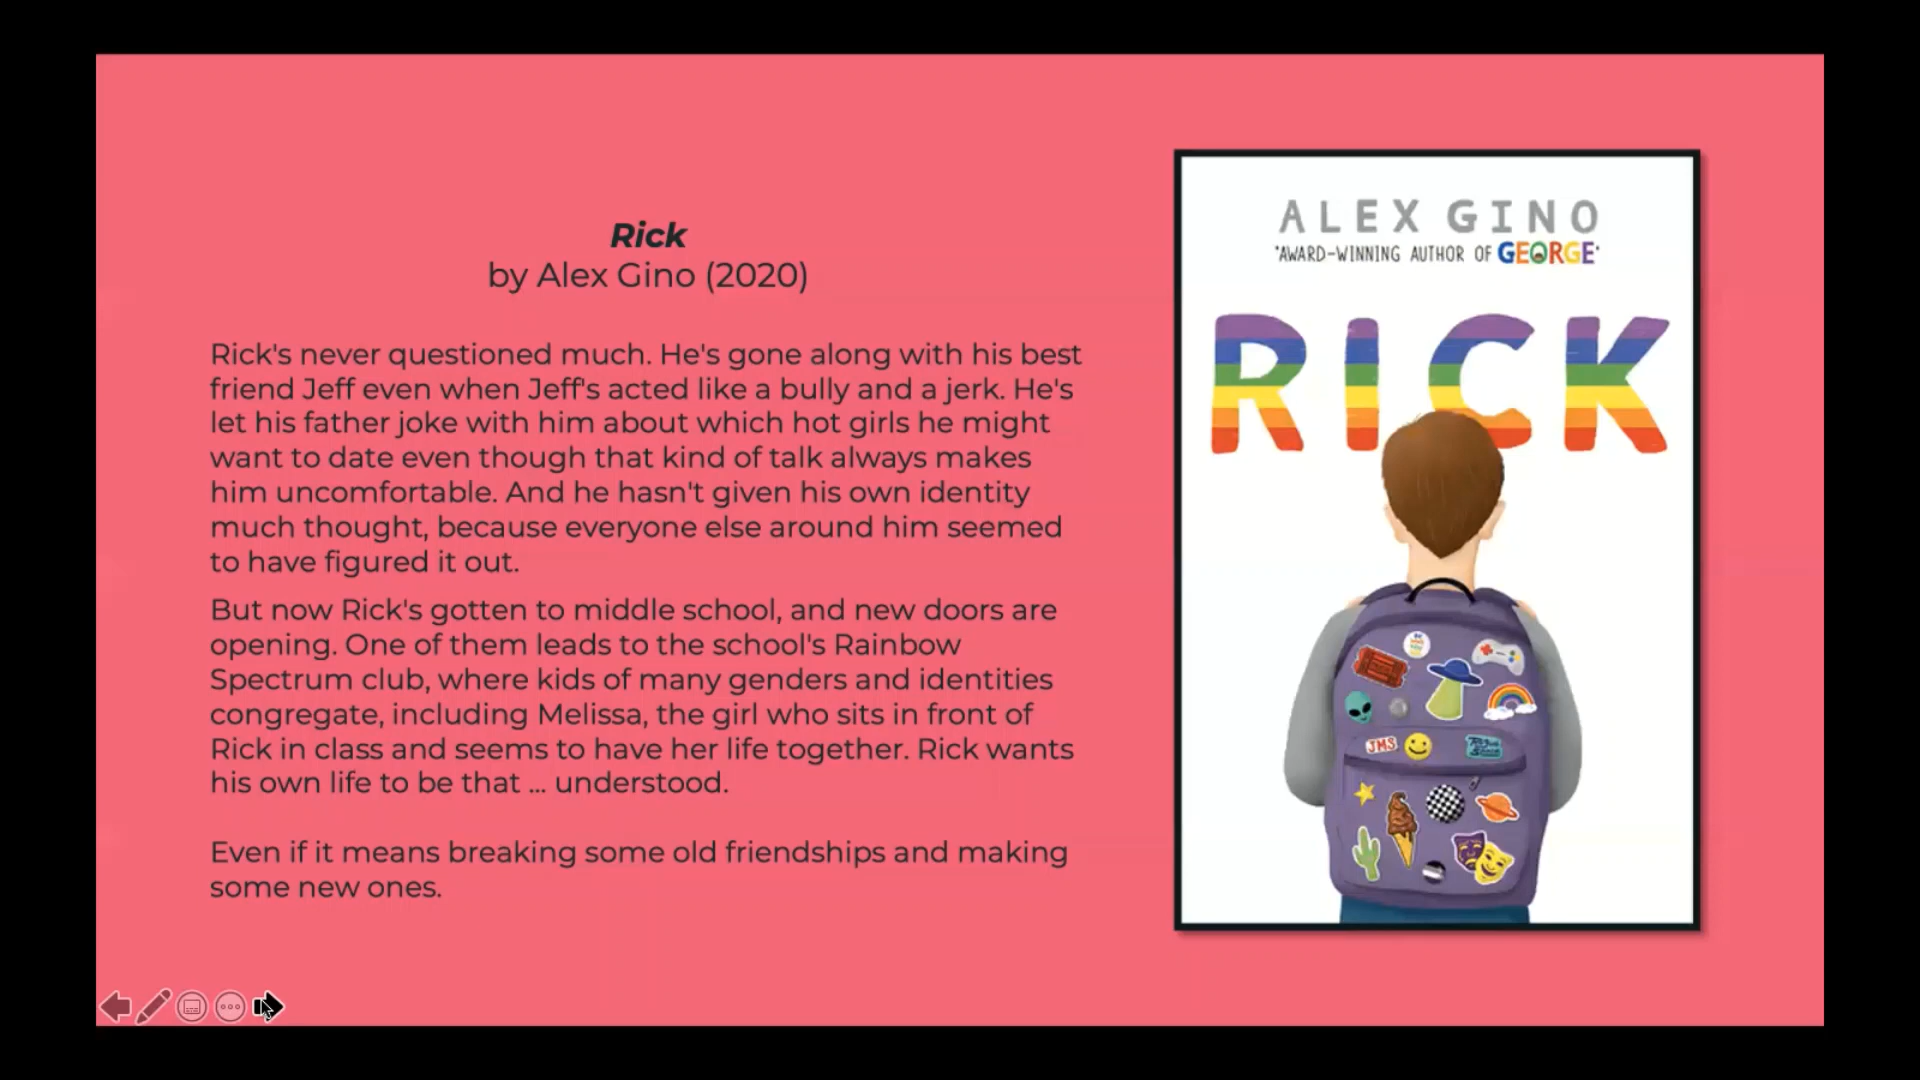 Rick
by Alex Gino (2020)
Rick's never questioned much. He's gone along with his best
friend Jeff even when Jeff's acted like a bully and a jerk. He's
let his father joke with him about which hot girls he might
want to date even though that kind of talk always makes
him uncomfortable. And he hasn't given his own identity
much thought, because everyone else around him seemed
to have figured it out.
But now Rick's gotten to middle school, and new doors are
opening. One of them leads to the school's Rainbow
Spectrum club, where kids of many genders and identities
congregate, including Melissa, the girl who sits in front of
Rick in class and seems to have her life together. Rick wants
his own life to be that ... understood.
Even if it means breaking some old friendships and making
some new ones.
ALEX GINO
"AWARD-WINNING AUTHOR OF GEORGE"
RICK
JMS